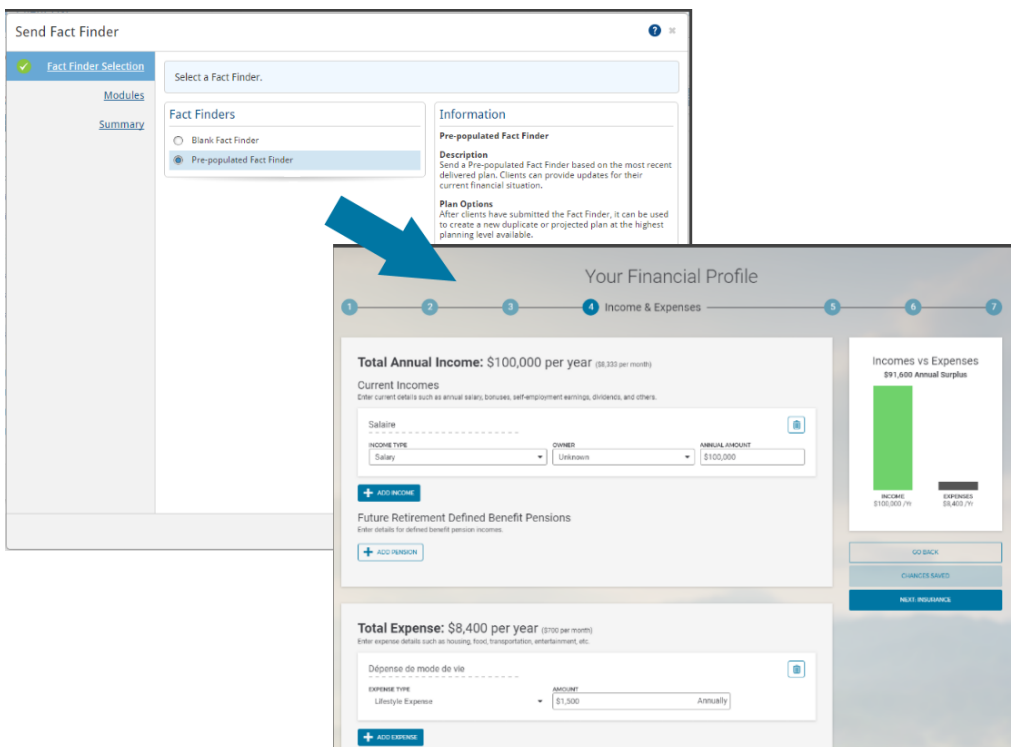 Send Fact Finder
?
Fact Finder Selection
Modules
Summary
Select a Fact Finder.
Fact Finders
Blank Fact Finder
Pre-populated Fact Finder
Information
Pre-populated Fact Finder
Description
Send a Pre-populated Fact Finder based on the most recent
delivered plan. Clients can provide updates for their
current financial situation.
Plan Options
After clients have submitted the Fact Finder, it can be used
to create a new duplicate or projected plan at the highest
planning level available.
Your Financial Profile
1 2 3 4 Income & Expenses 5 6 7
Total Annual Income: $100,000 per year ($8,333 per month)
Current Incomes
Enter current details such as annual salary, bonuses, self-employment earnings, dividends, and others.
Salaire
INCOME TYPE OWNER ANNUAL AMOUNT
Salary Unknown $100,000
+ ADD INCOME
Future Retirement Defined Benefit Pensions
Enter details for defined benefit pension incomes.
+ ADD PENSION
Total Expense: $8,400 per year ($700 per month)
Enter expense details such as housing, food, transportation, entertainment, etc.
Dépense de mode de vie
EXPENSE TYPE AMOUNT
Lifestyle Expense $1,500 Annually
+ ADD EXPENSE
Incomes vs Expenses
$91,600 Annual Surplus
INCOME EXPENSES
$100,000 /Yr $8,400 /Yr
GO BACK
CHANGES SAVED
NEXT: INSURANCE